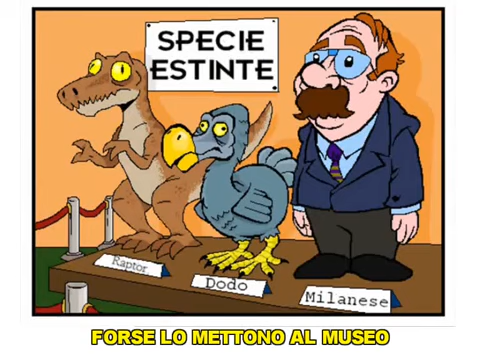 SPECIE
ESTINTE
Raptor
Dodo
Milanese
FORSE LO METTONO AL MUSEO